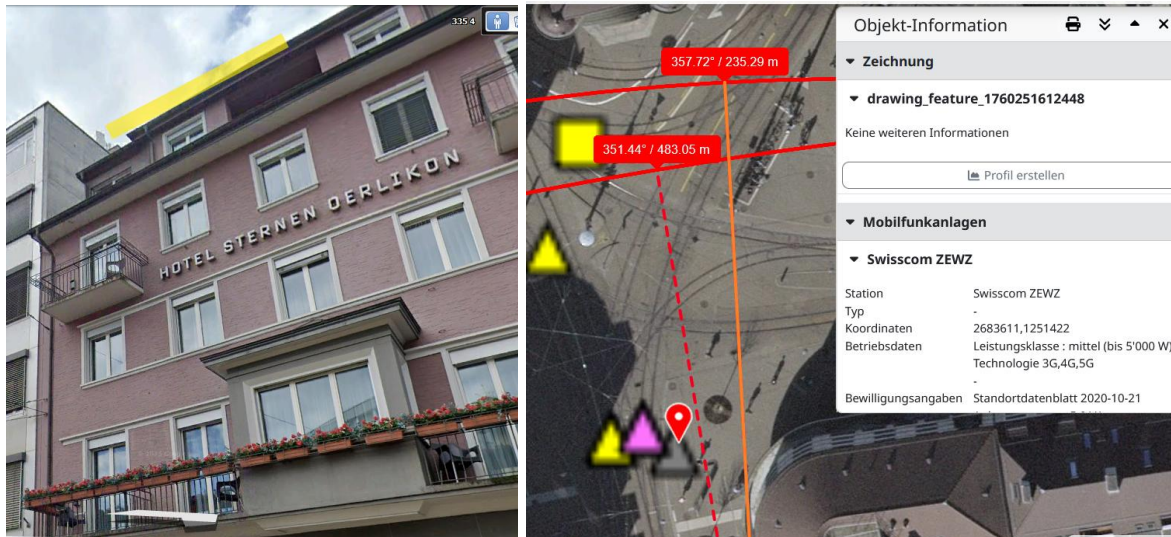 335 4
HOTEL STERNEN OERLIKON
357.72° / 235.29 m
351.44° / 483.05 m
Objekt-Information
Zeichnung
drawing_feature_1760251612448
Keine weiteren Informationen
Profil erstellen
Mobilfunkanlagen
Swisscom ZEWZ
Station Swisscom ZEWZ
Typ -
Koordinaten 2683611,1251422
Betriebsdaten Leistungsklasse : mittel (bis 5'000 W)
Technologie 3G,4G,5G
-
Bewilligungsangaben Standortdatenblatt 2020-10-21